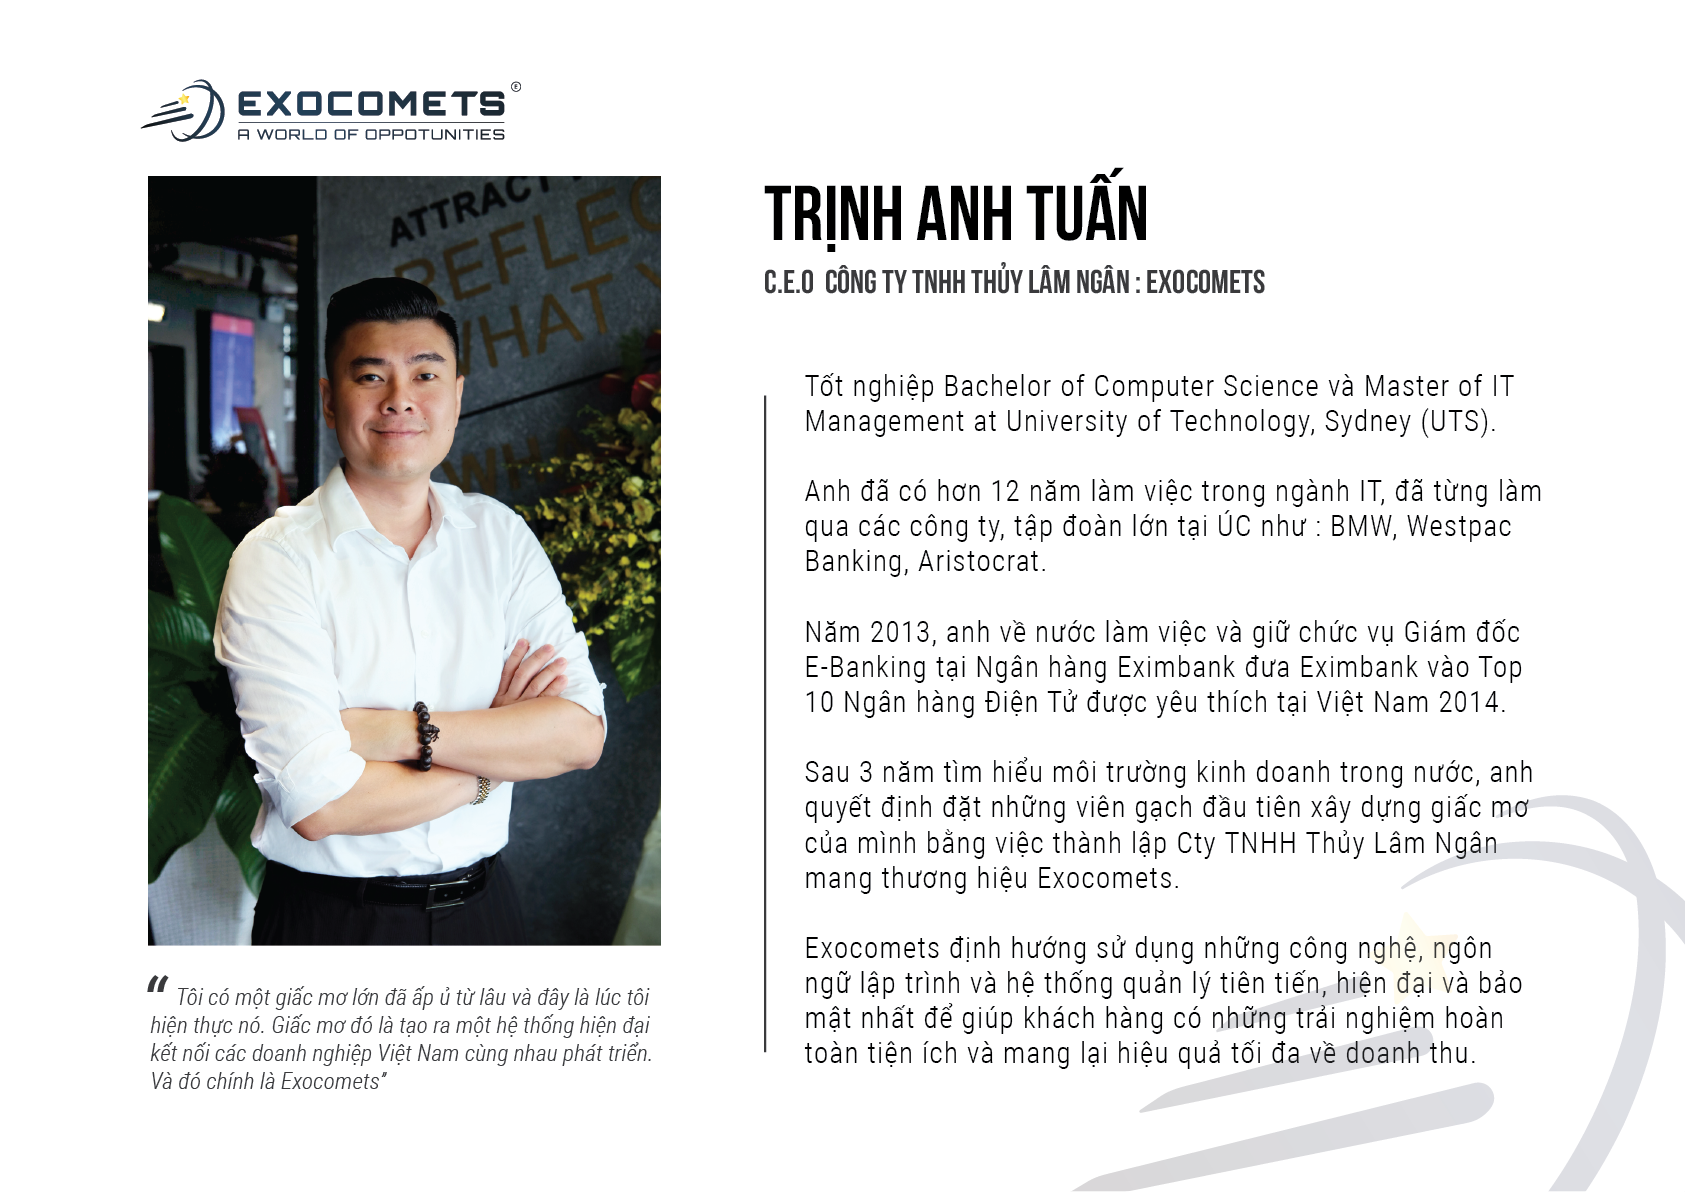 EXOCOMETS
A WORLD OF OPPOTUNITIES
ATTRACT
REFLEC
WHAT Y
WH
TRỊNH ANH TUẤN
C.E.O CÔNG TY TNHH THỦY LÂM NGÂN : EXOCOMETS
Tốt nghiệp Bachelor of Computer Science và Master of IT
Management at University of Technology, Sydney (UTS).
Anh đã có hơn 12 năm làm việc trong ngành IT, đã từng làm
qua các công ty, tập đoàn lớn tại ÚC như : BMW, Westpac
Banking, Aristocrat.
Năm 2013, anh về nước làm việc và giữ chức vụ Giám đốc
E-Banking tại Ngân hàng Eximbank đưa Eximbank vào Top
10 Ngân hàng Điện Tử được yêu thích tại Việt Nam 2014.
Sau 3 năm tìm hiểu môi trường kinh doanh trong nước, anh
quyết định đặt những viên gạch đầu tiên xây dựng giấc mơ
của mình bằng việc thành lập Cty TNHH Thủy Lâm Ngân
mang thương hiệu Exocomets.
Exocomets định hướng sử dụng những công nghệ, ngôn
ngữ lập trình và hệ thống quản lý tiên tiến, hiện đại và bảo
mật nhất để giúp khách hàng có những trải nghiệm hoàn
toàn tiện ích và mang lại hiệu quả tối đa về doanh thu.
“ Tôi có một giấc mơ lớn đã ấp ủ từ lâu và đây là lúc tôi
hiện thực nó. Giấc mơ đó là tạo ra một hệ thống hiện đại
kết nối các doanh nghiệp Việt Nam cùng nhau phát triển.
Và đó chính là Exocomets”